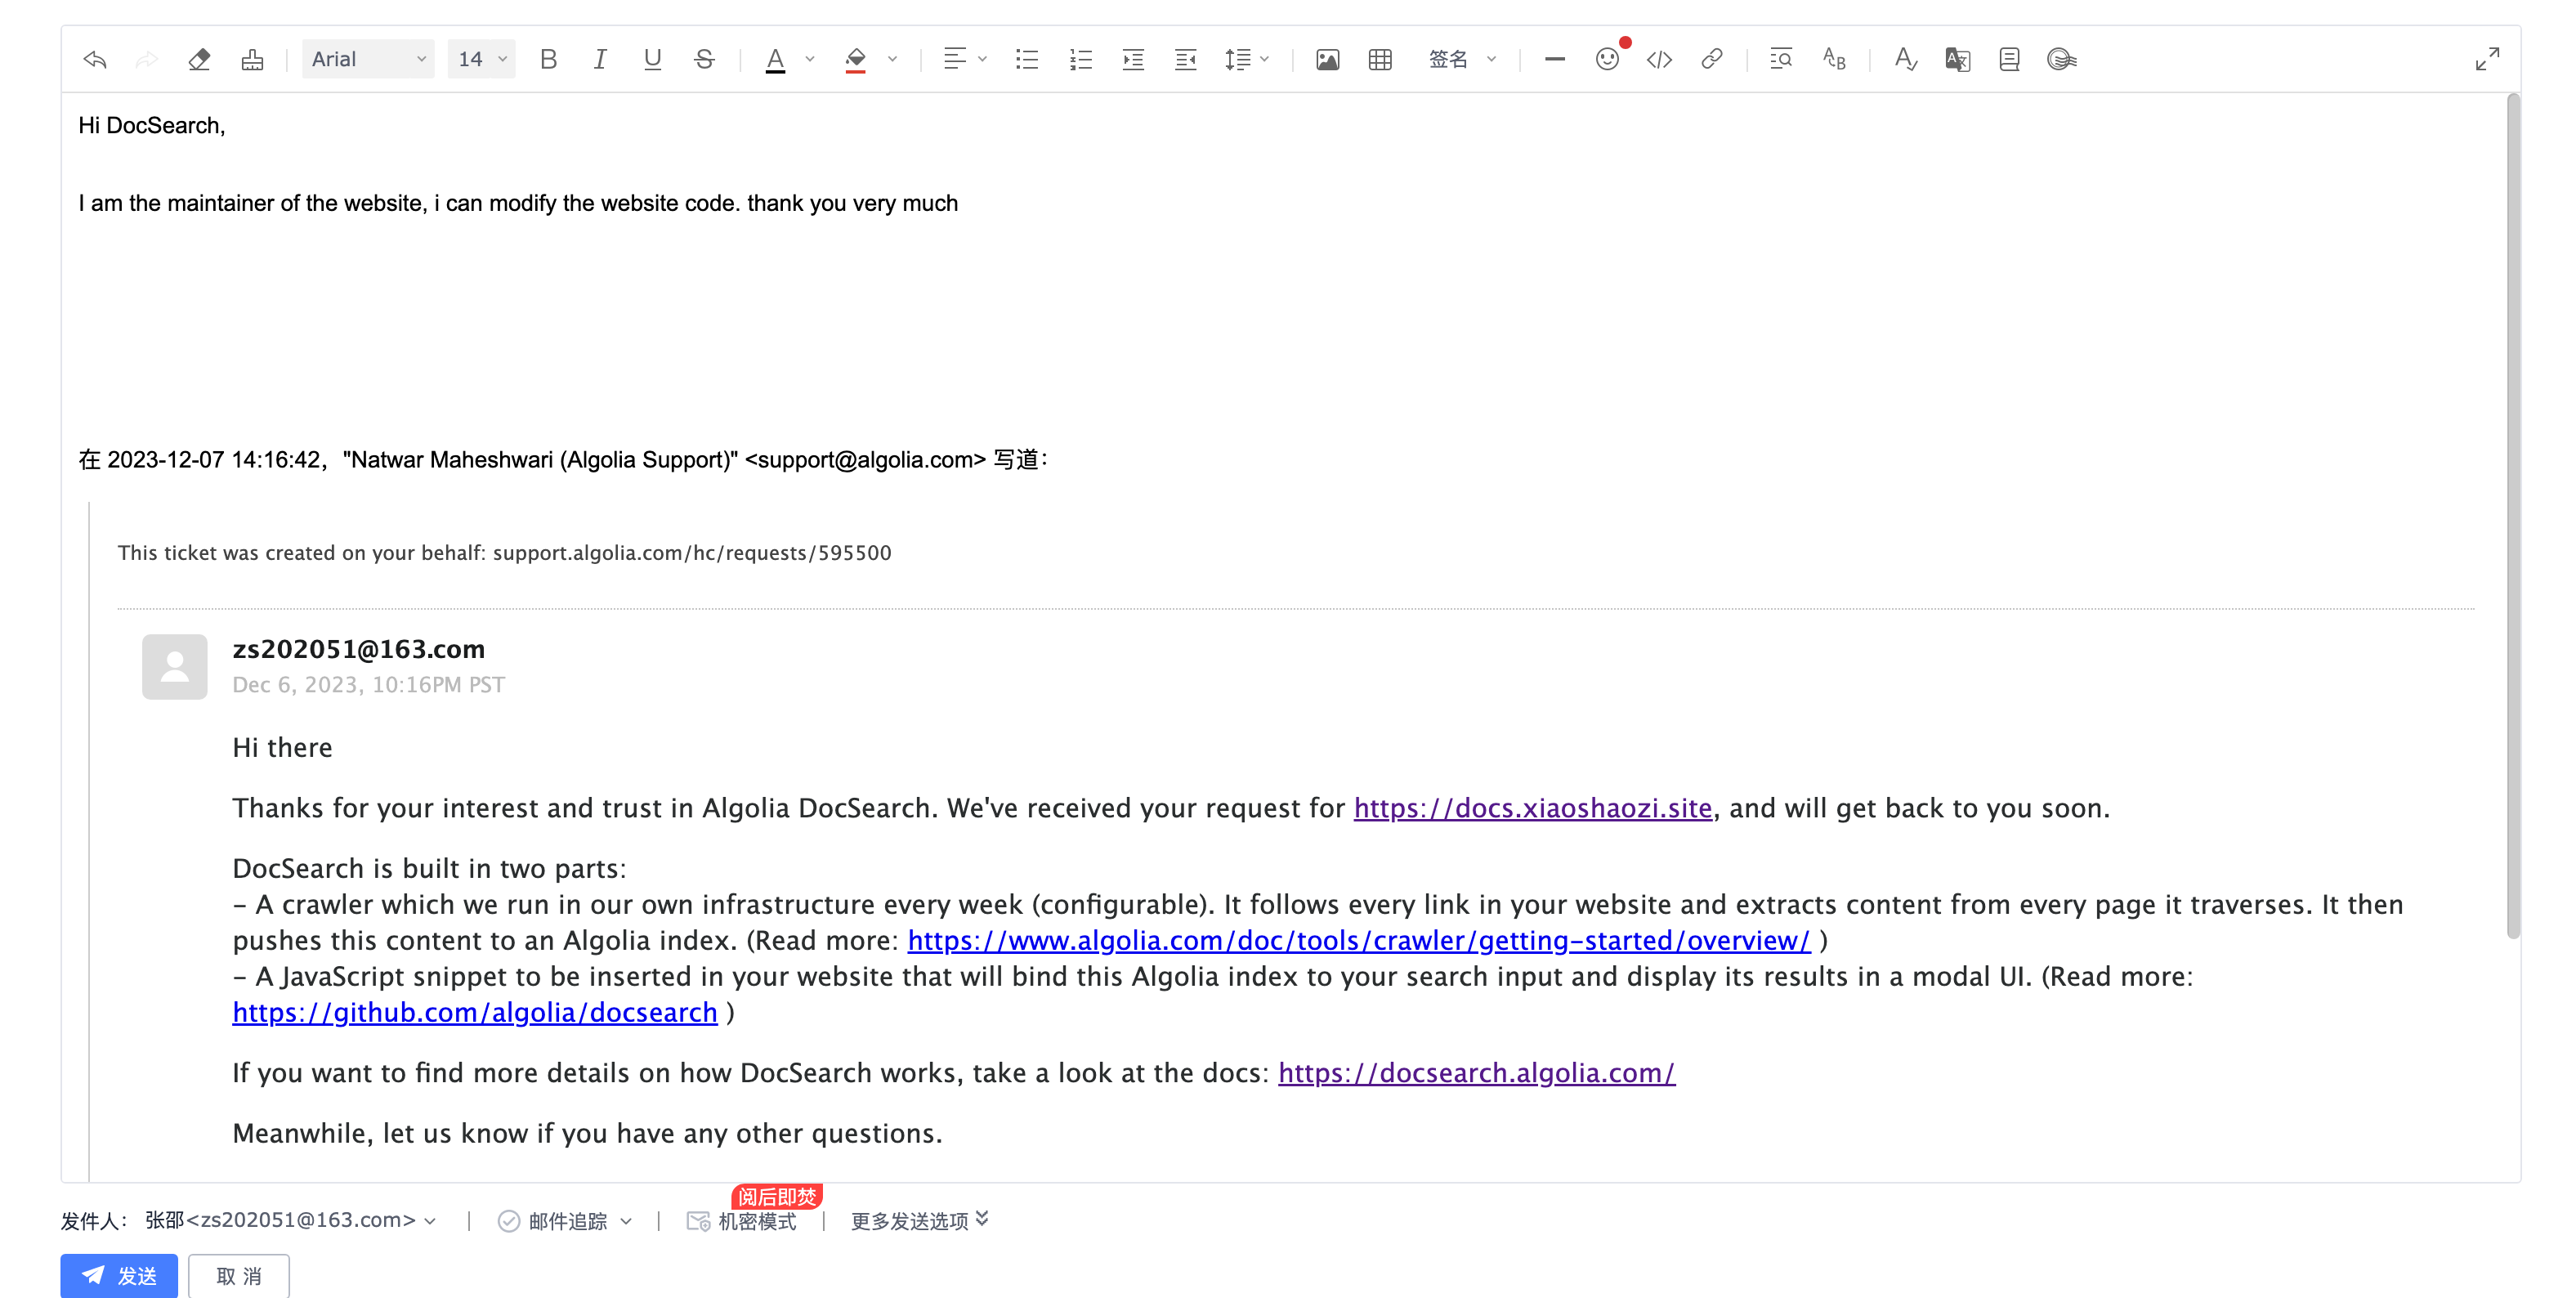 Arial 14 签名
Hi DocSearch,
I am the maintainer of the website, i can modify the website code. thank you very much
在 2023-12-07 14:16:42，"Natwar Maheshwari (Algolia Support)" <support@algolia.com> 写道：
This ticket was created on your behalf: support.algolia.com/hc/requests/595500
zs202051@163.com
Dec 6, 2023, 10:16PM PST
Hi there
Thanks for your interest and trust in Algolia DocSearch. We've received your request for https://docs.xiaoshaozi.site, and will get back to you soon.
DocSearch is built in two parts:
- A crawler which we run in our own infrastructure every week (configurable). It follows every link in your website and extracts content from every page it traverses. It then
pushes this content to an Algolia index. (Read more: https://www.algolia.com/doc/tools/crawler/getting-started/overview/ )
- A JavaScript snippet to be inserted in your website that will bind this Algolia index to your search input and display its results in a modal UI. (Read more:
https://github.com/algolia/docsearch )
If you want to find more details on how DocSearch works, take a look at the docs: https://docsearch.algolia.com/
Meanwhile, let us know if you have any other questions.
阅后即焚
发件人： 张邵<zs202051@163.com> | 邮件追踪 | 机密模式 | 更多发送选项
发送 取 消